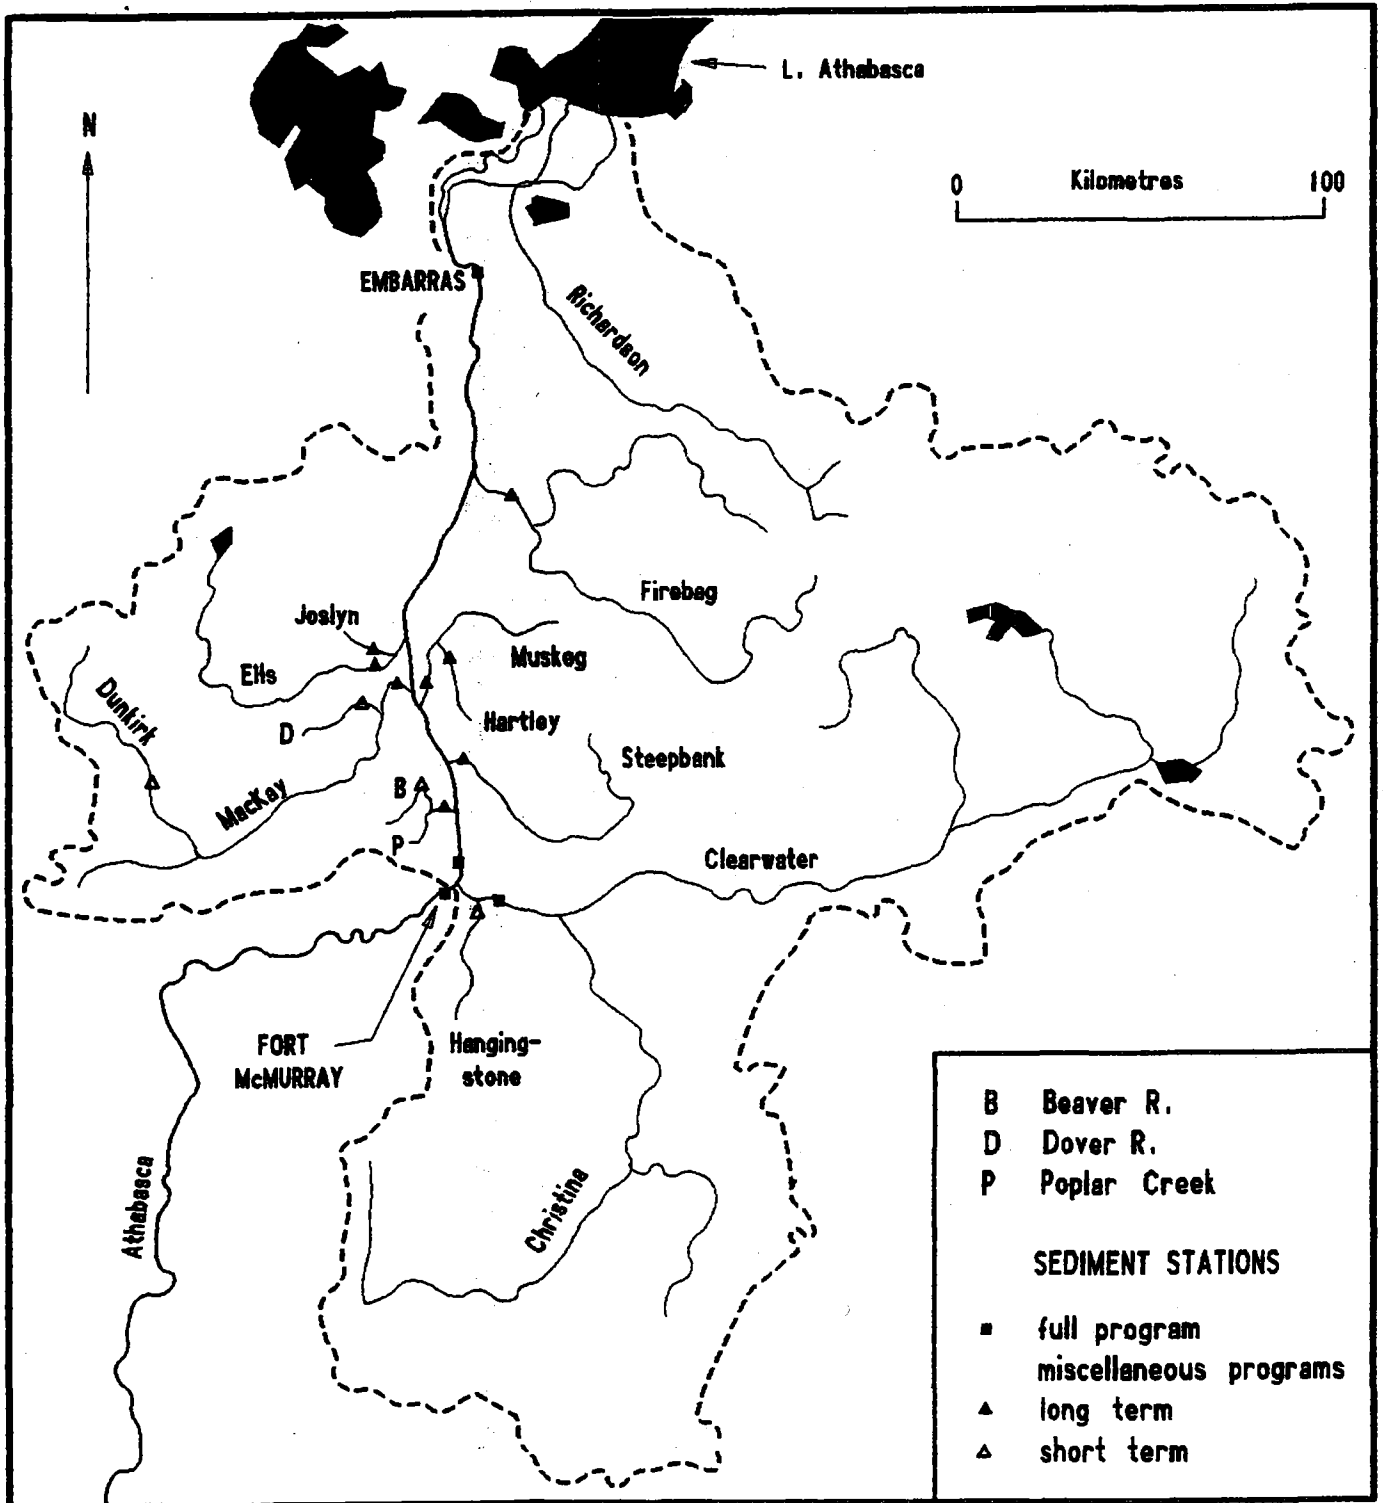 L. Athabasca
N
0 Kilometres 100
EMBARRAS
Richardson
Firebag
Joslyn
Muskeg
Ells
Dunkirk
Hartley
D
Steepbank
B
MacKay
P
Clearwater
FORT
McMURRAY
Hanging-
stone
Athabasca
Christina
B Beaver R.
D Dover R.
P Poplar Creek
SEDIMENT STATIONS
full program
miscellaneous programs
long term
short term